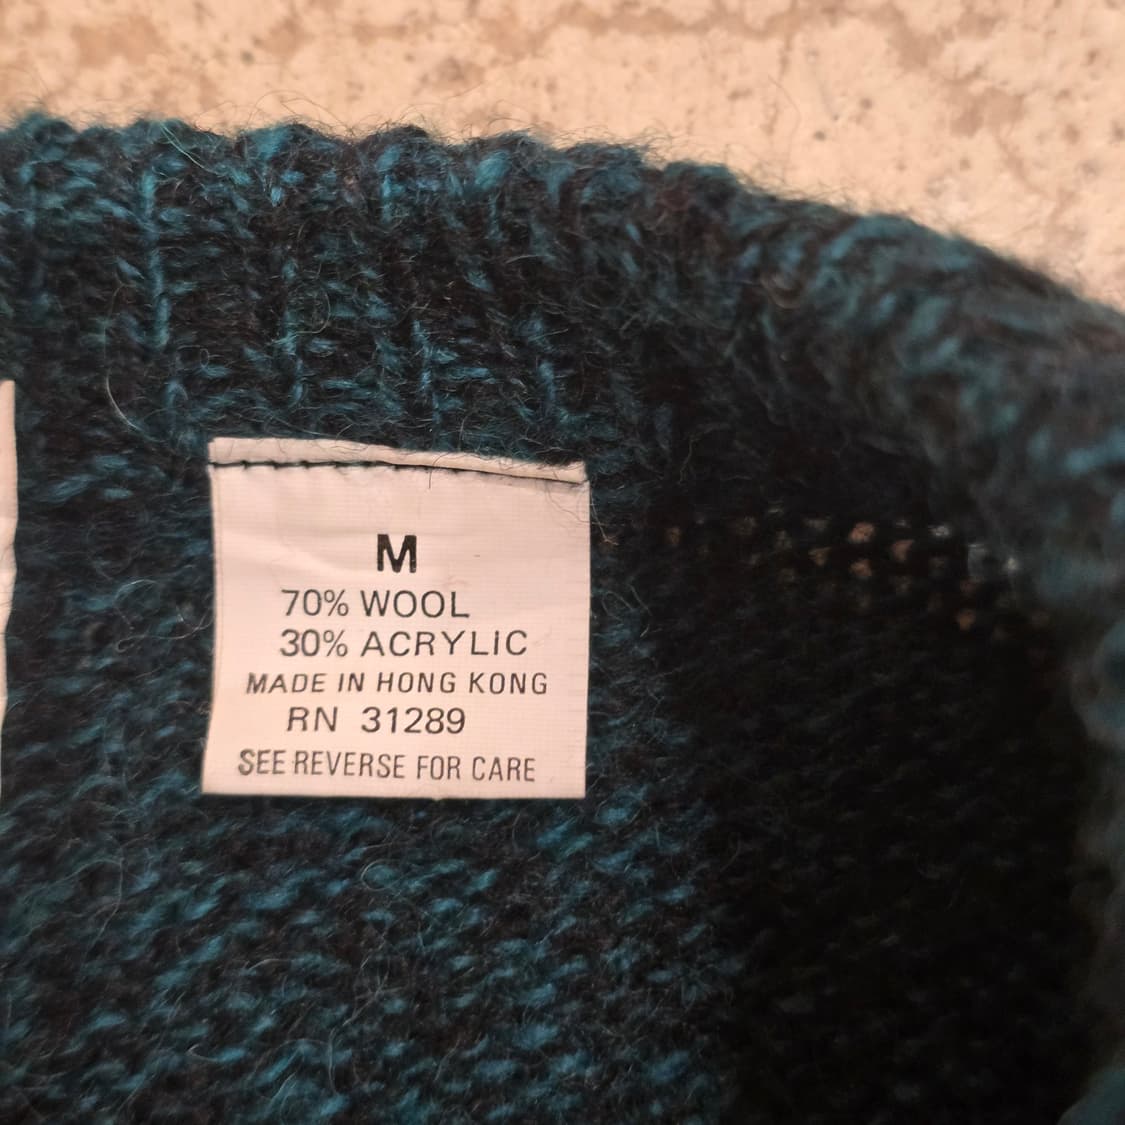 M
70% WOOL
30% ACRYLIC
MADE IN HONG KONG
RN 31289
SEE REVERSE FOR CARE